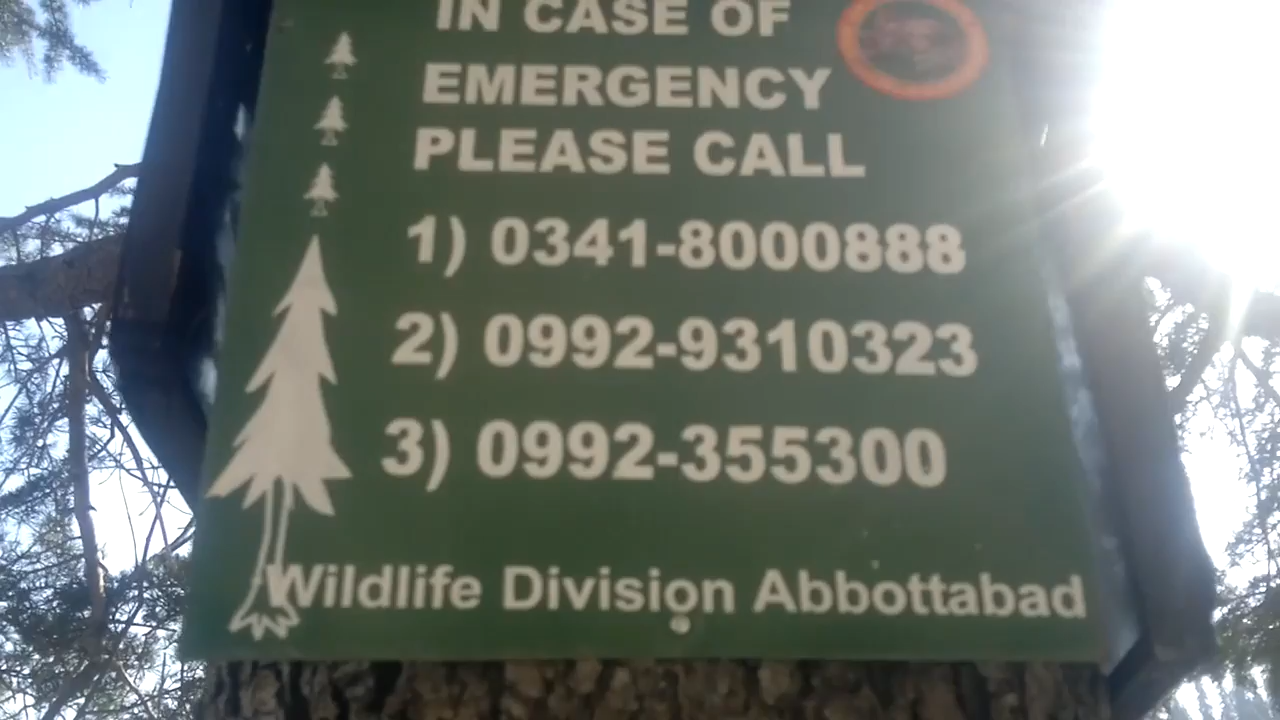 IN CASE OF
EMERGENCY
PLEASE CALL
1) 0341-8000888
2) 0992-9310323
3) 0992-355300
Wildlife Division Abbottabad